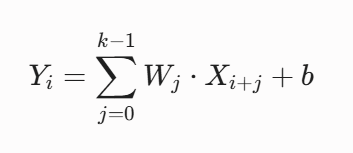 $Y_i = \sum_{j=0}^{k-1} W_j \cdot X_{i+j} + b$